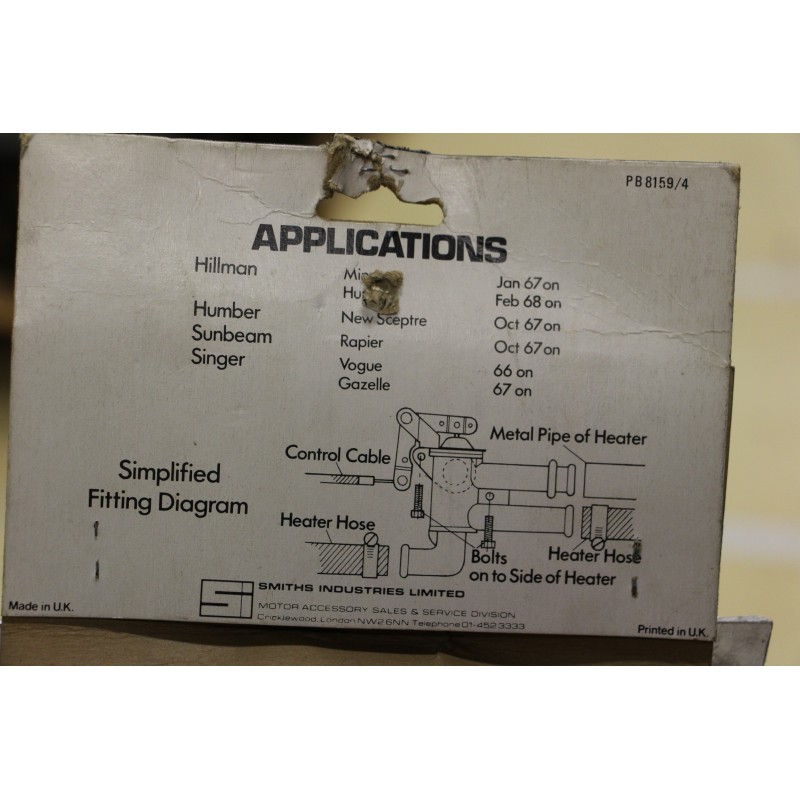 PB 8159/4
APPLICATIONS
Hillman Jan 67 on
Feb 68 on
Humber New Sceptre Oct 67 on
Sunbeam Rapier Oct 67 on
Singer Vogue 66 on
Gazelle 67 on
Simplified
Fitting Diagram
Control Cable
Metal Pipe of Heater
Heater Hose
Heater Hose
Bolts
on to Side of Heater
SMITHS INDUSTRIES LIMITED
MOTOR ACCESSORY SALES & SERVICE DIVISION
Cricklewood, London NW2 6NN Telephone 01-452 3333
Made in U.K.
Printed in U.K.